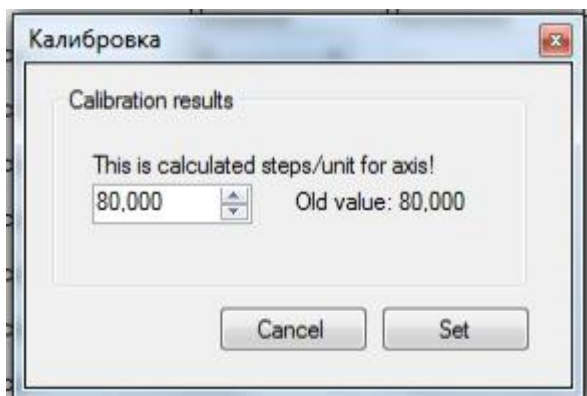 Калибровка
Calibration results
This is calculated steps/unit for axis!
80,000 Old value: 80,000
Cancel Set